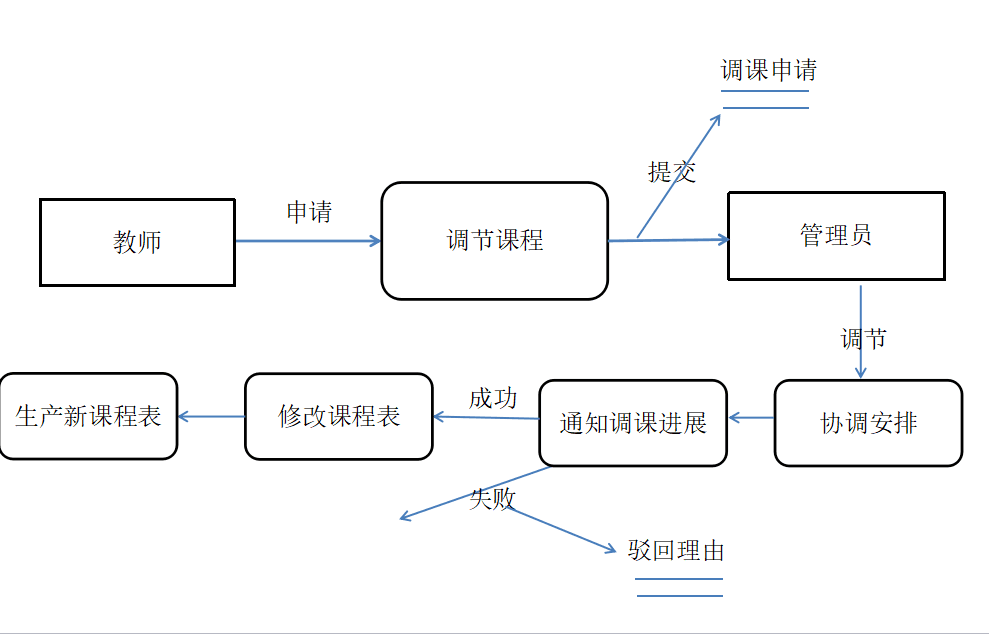 调课申请
提交
申请
教师
调节课程
管理员
调节
生产新课程表
修改课程表
成功
通知调课进展
协调安排
失败
驳回理由